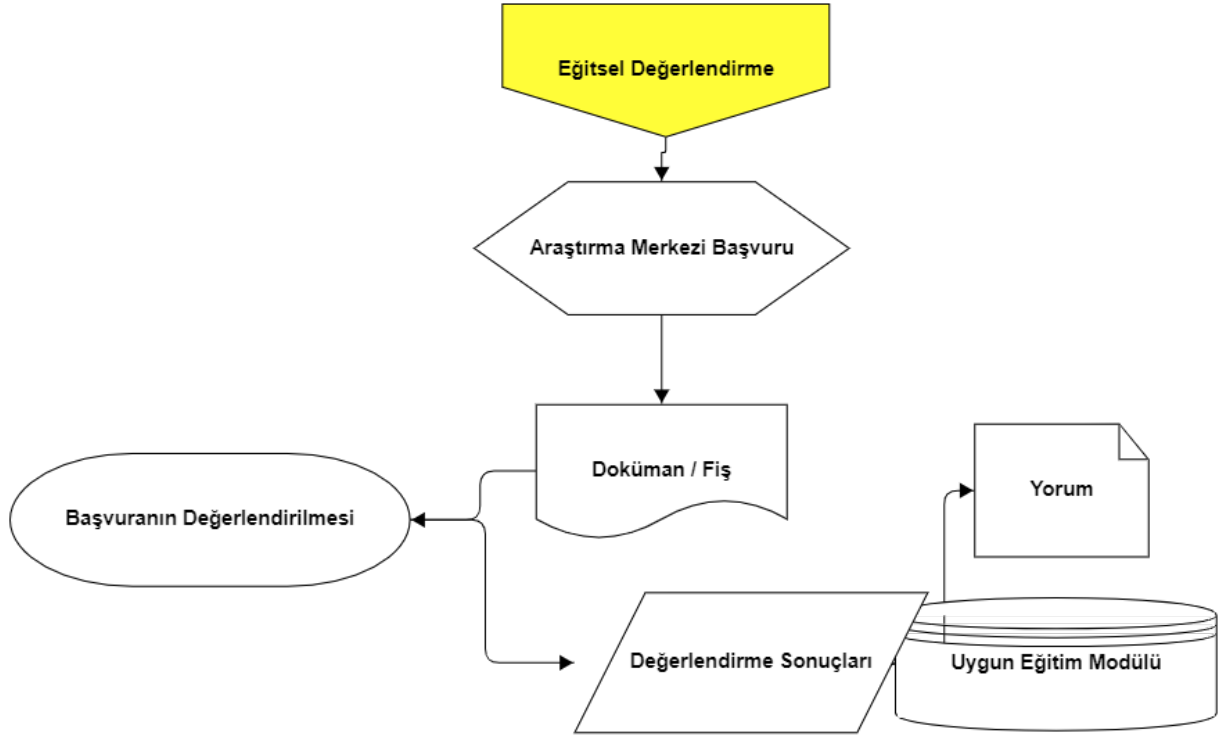 Eğitsel Değerlendirme
Araştırma Merkezi Başvuru
Doküman / Fiş
Yorum
Başvuranın Değerlendirilmesi
Değerlendirme Sonuçları
Uygun Eğitim Modülü